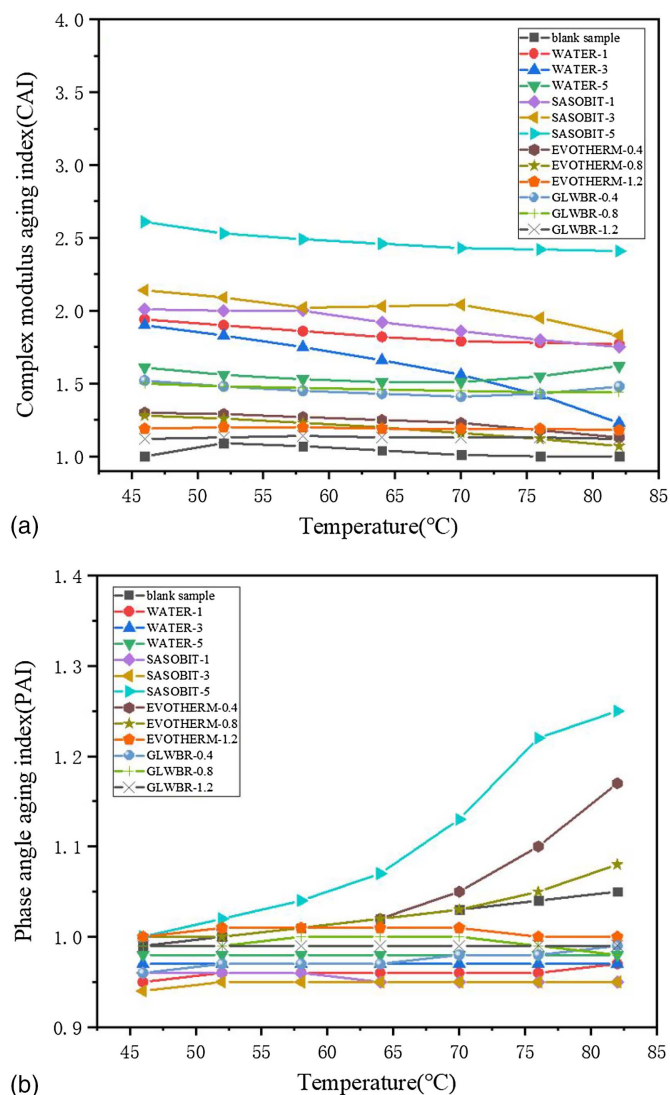 4.0
3.5
3.0
2.5
2.0
1.5
1.0
Complex modulus aging index(CAI)
blank sample
WATER-1
WATER-3
WATER-5
SASOBIT-1
SASOBIT-3
SASOBIT-5
EVOTHERM-0.4
EVOTHERM-0.8
EVOTHERM-1.2
GLWBR-0.4
GLWBR-0.8
GLWBR-1.2
45 50 55 60 65 70 75 80 85
Temperature(℃)
(a)
1.4
1.3
1.2
1.1
1.0
0.9
Phase angle aging index(PAI)
blank sample
WATER-1
WATER-3
WATER-5
SASOBIT-1
SASOBIT-3
SASOBIT-5
EVOTHERM-0.4
EVOTHERM-0.8
EVOTHERM-1.2
GLWBR-0.4
GLWBR-0.8
GLWBR-1.2
45 50 55 60 65 70 75 80 85
Temperature(℃)
(b)